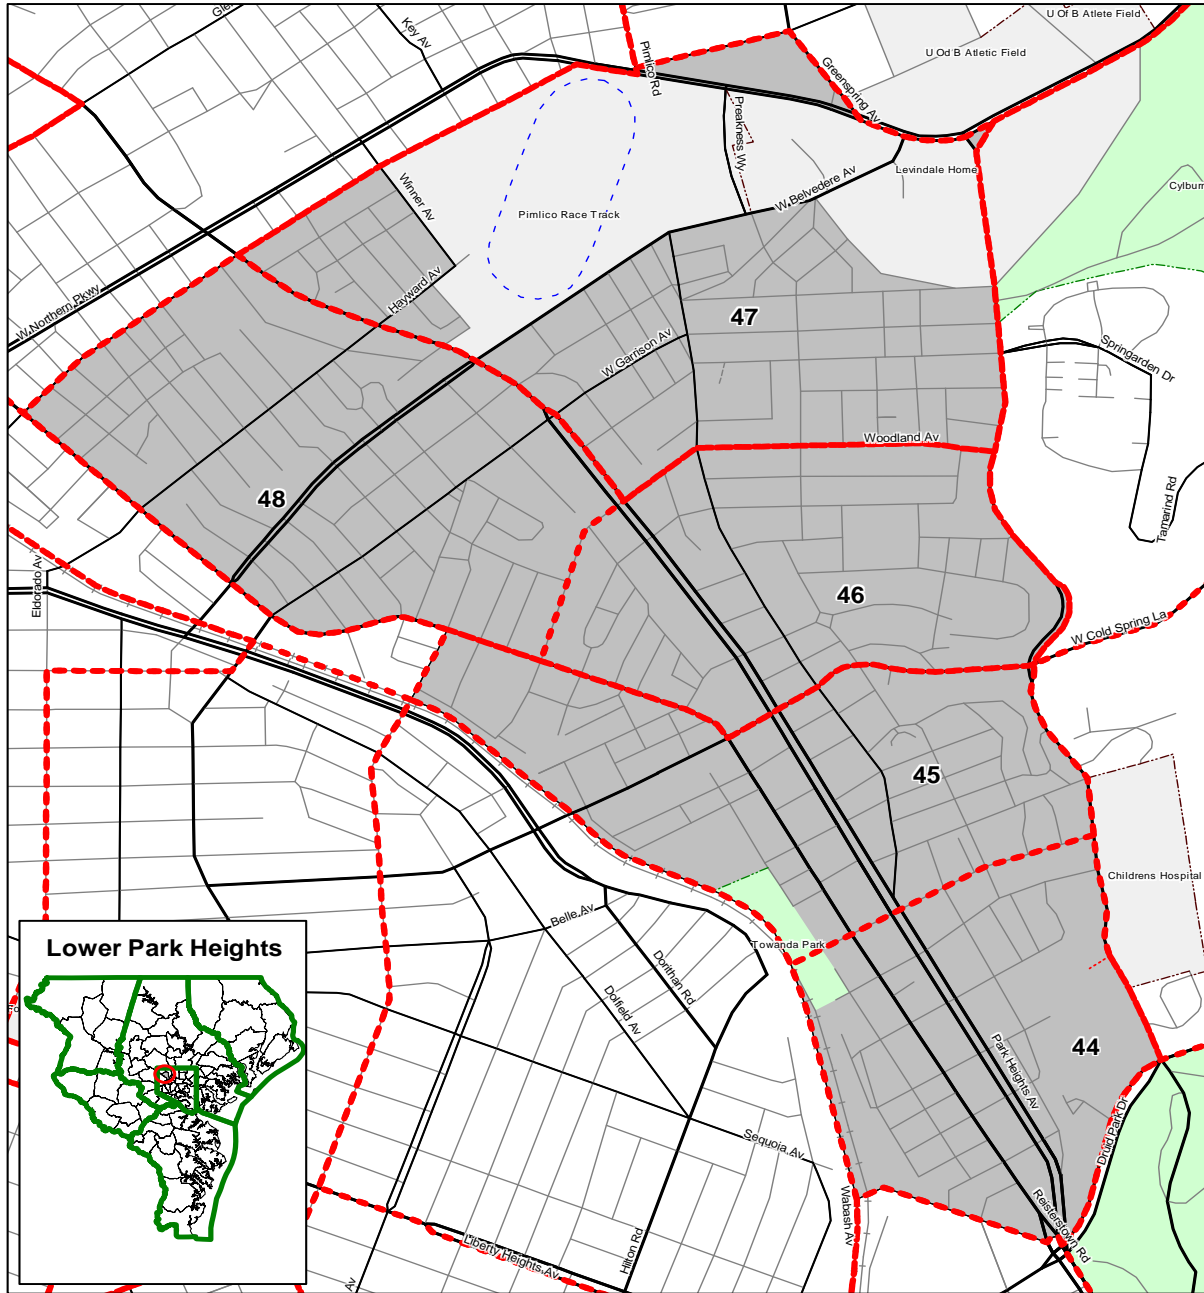 Key Av
Pimlico Rd
U Of B Atlete Field
U Od B Atletic Field
Greenspring Av
Preakness Wy
Levindale Home
W Belvedere Av
Winner Av
Pimlico Race Track
Hayward Av
W Northern Pkwy
W Garrison Av
47
Springarden Dr
Woodland Av
48
Tamarind Rd
Eldorado Av
46
W Cold Spring La
45
Childrens Hospital
Belle Av
Towanda Park
Dorithan Rd
Dolfield Av
Lower Park Heights
Park Heights Av
44
Druid Park Dr
Sequoia Av
Wabash Av
Reisterstown Rd
Hilton Rd
Liberty Heights Av
Av